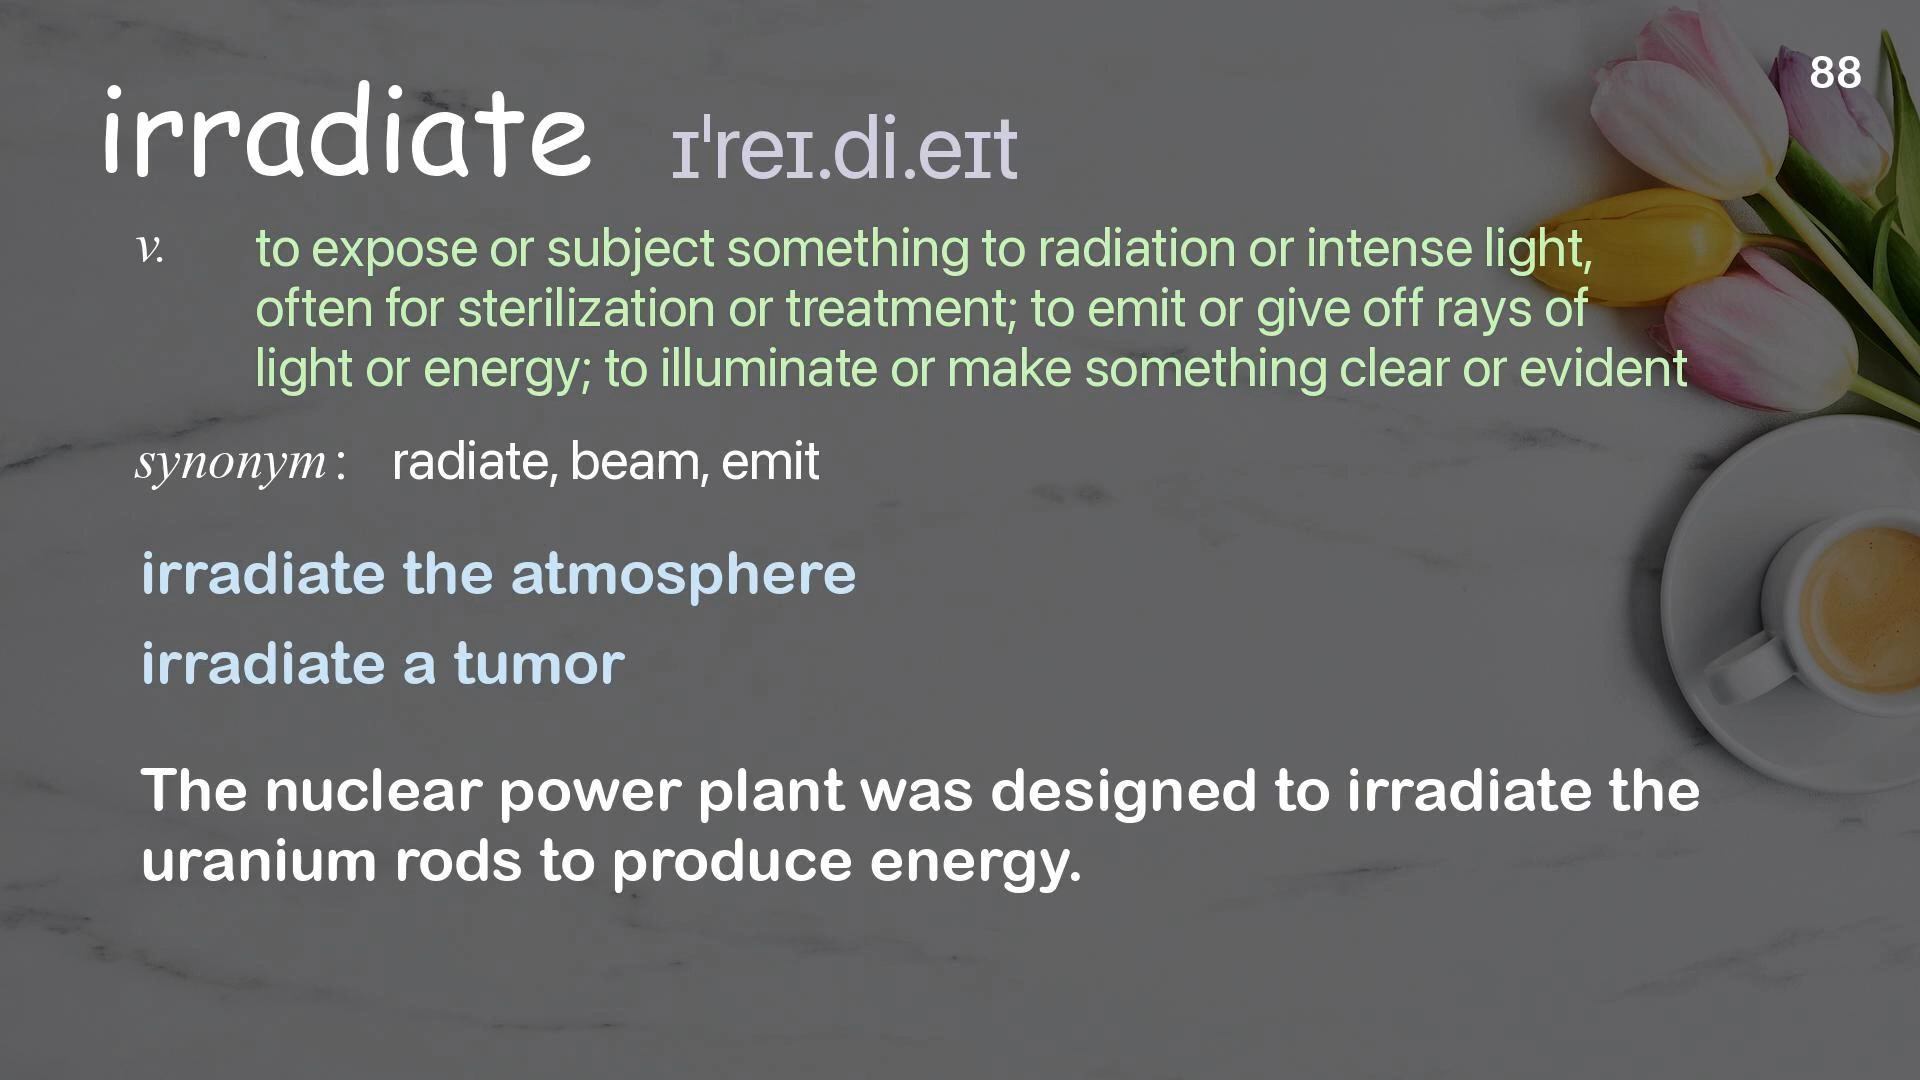 88
irradiate ɪˈreɪ.di.eɪt
v. to expose or subject something to radiation or intense light,
often for sterilization or treatment; to emit or give off rays of
light or energy; to illuminate or make something clear or evident
synonym: radiate, beam, emit
irradiate the atmosphere
irradiate a tumor
The nuclear power plant was designed to irradiate the
uranium rods to produce energy.